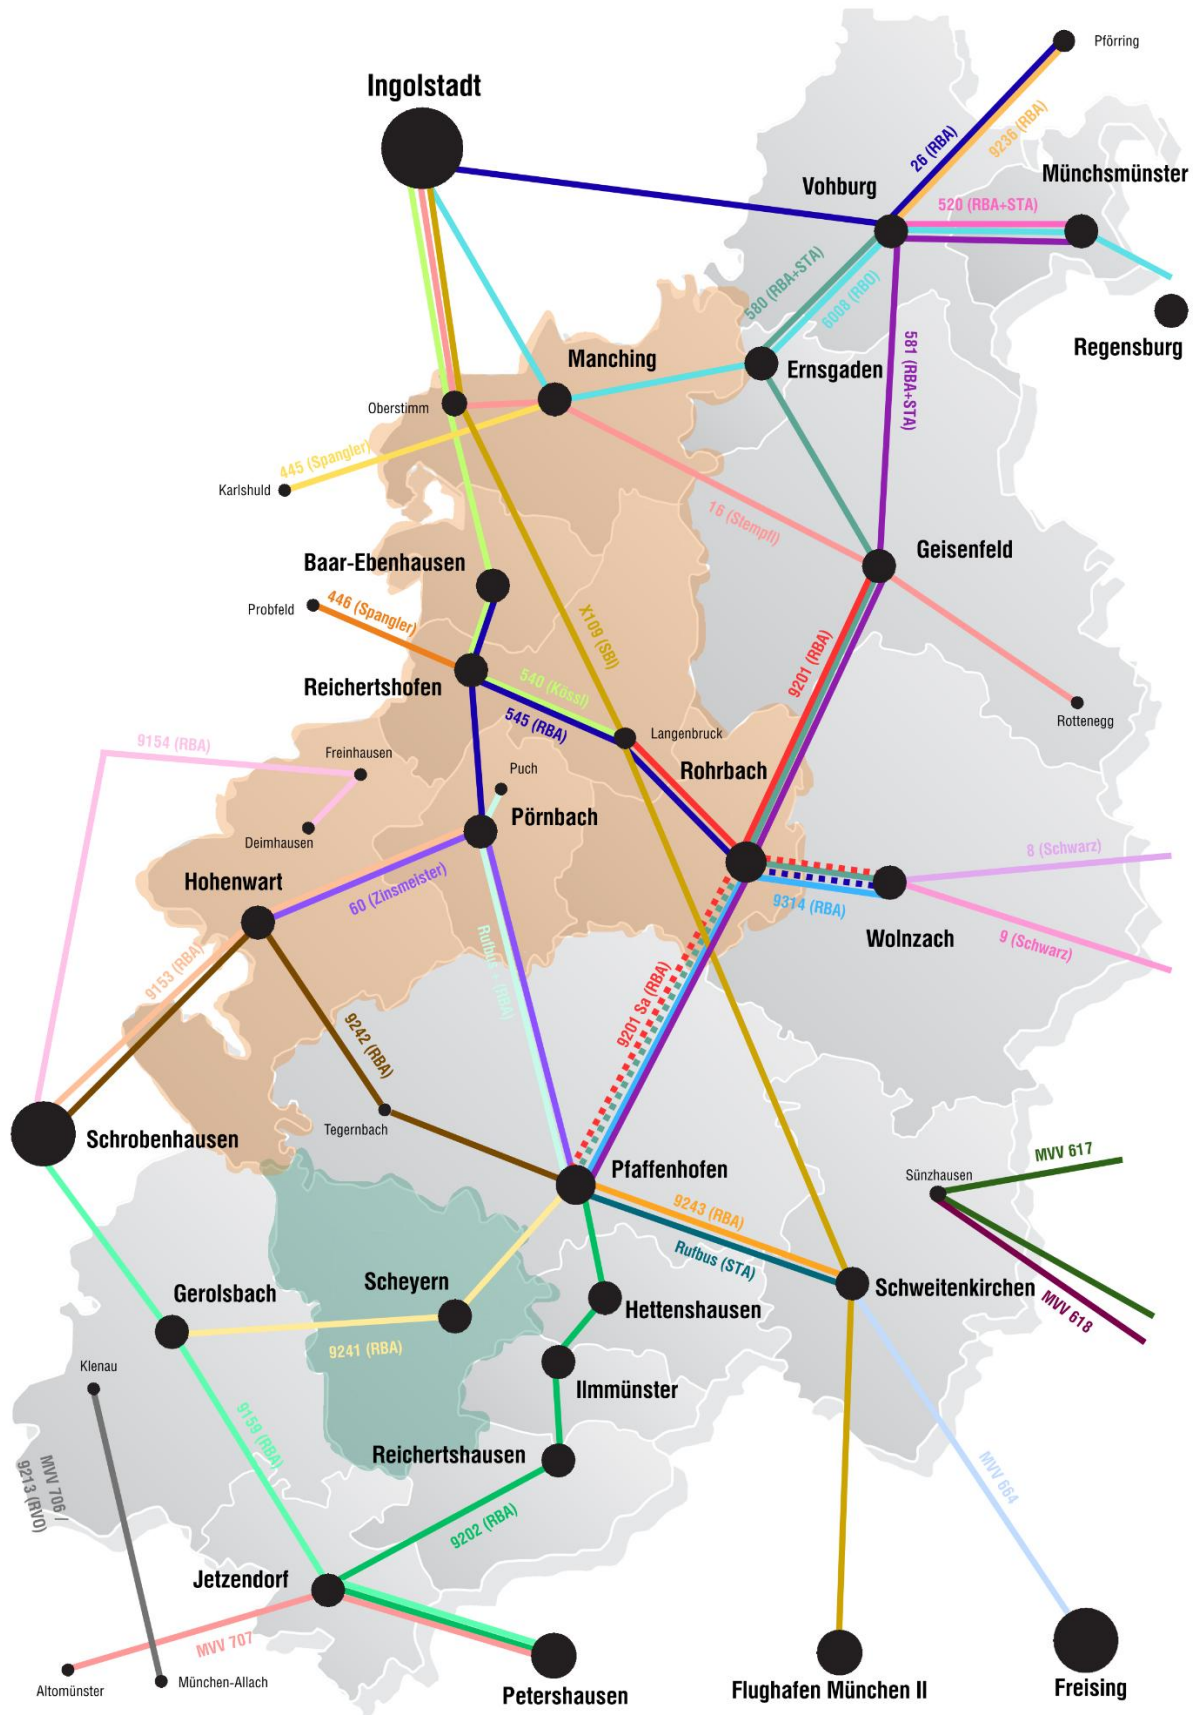 Pförring
Ingolstadt
26 (RBA)
9236 (RBA)
Münchsmünster
Vohburg
520 (RBA+STA)
580 (RBA+STA)
6008 (RBO)
Regensburg
581 (RBA+STA)
Manching
Ernsgaden
Oberstimm
445 (Spangler)
Karlshuld
16 (Stempfl)
Geisenfeld
Baar-Ebenhausen
446 (Spangler)
Probfeld
X109 (SBI)
9201 (RBA)
Reichertshofen
540 (Kössl)
545 (RBA)
Rottenegg
Langenbruck
9154 (RBA)
Freinhausen
Puch
Rohrbach
Pörnbach
Deimhausen
8 (Schwarz)
Hohenwart
60 (Zinsmeister)
9314 (RBA)
Wolnzach
9 (Schwarz)
9153 (RBA)
Rufbus
(RBA)
9201 Sa (RBA)
9242 (RBA)
Tegernbach
Schrobenhausen
MVV 617
Pfaffenhofen
Sünzhausen
9243 (RBA)
Rufbus (STA)
Scheyern
Gerolsbach
Schweitenkirchen
Hettenshausen
MVV 618
9241 (RBA)
Klenau
Ilmmünster
9159 (RBA)
Reichertshausen
MVV 706 /
9213 (RVO)
MVV 664
9202 (RBA)
Jetzendorf
MVV 707
Altomünster
München-Allach
Petershausen
Flughafen München II
Freising